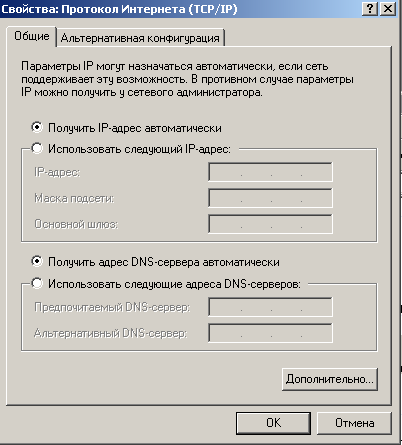 Свойства: Протокол Интернета (TCP/IP)
Общие
Альтернативная конфигурация
Параметры IP могут назначаться автоматически, если сеть
поддерживает эту возможность. В противном случае параметры
IP можно получить у сетевого администратора.
Получить IP-адрес автоматически
Использовать следующий IP-адрес:
IP-адрес:
Маска подсети:
Основной шлюз:
Получить адрес DNS-сервера автоматически
Использовать следующие адреса DNS-серверов:
Предпочитаемый DNS-сервер:
Альтернативный DNS-сервер:
Дополнительно...
OK
Отмена